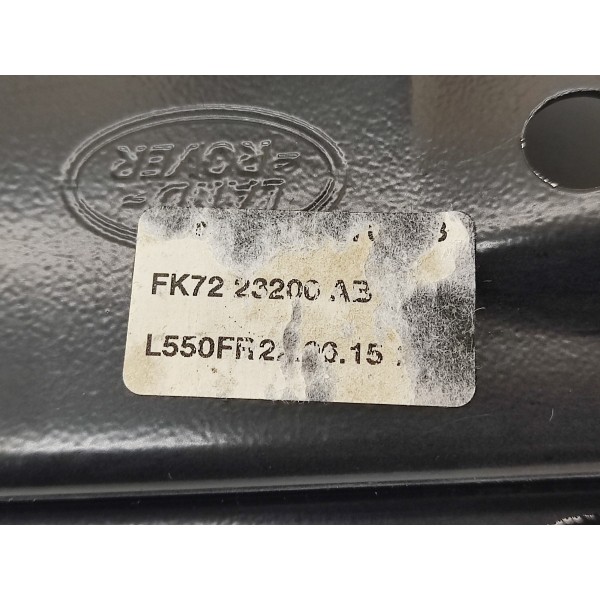 LAND-
-ROVER
FK72 23200 AB
L550FR